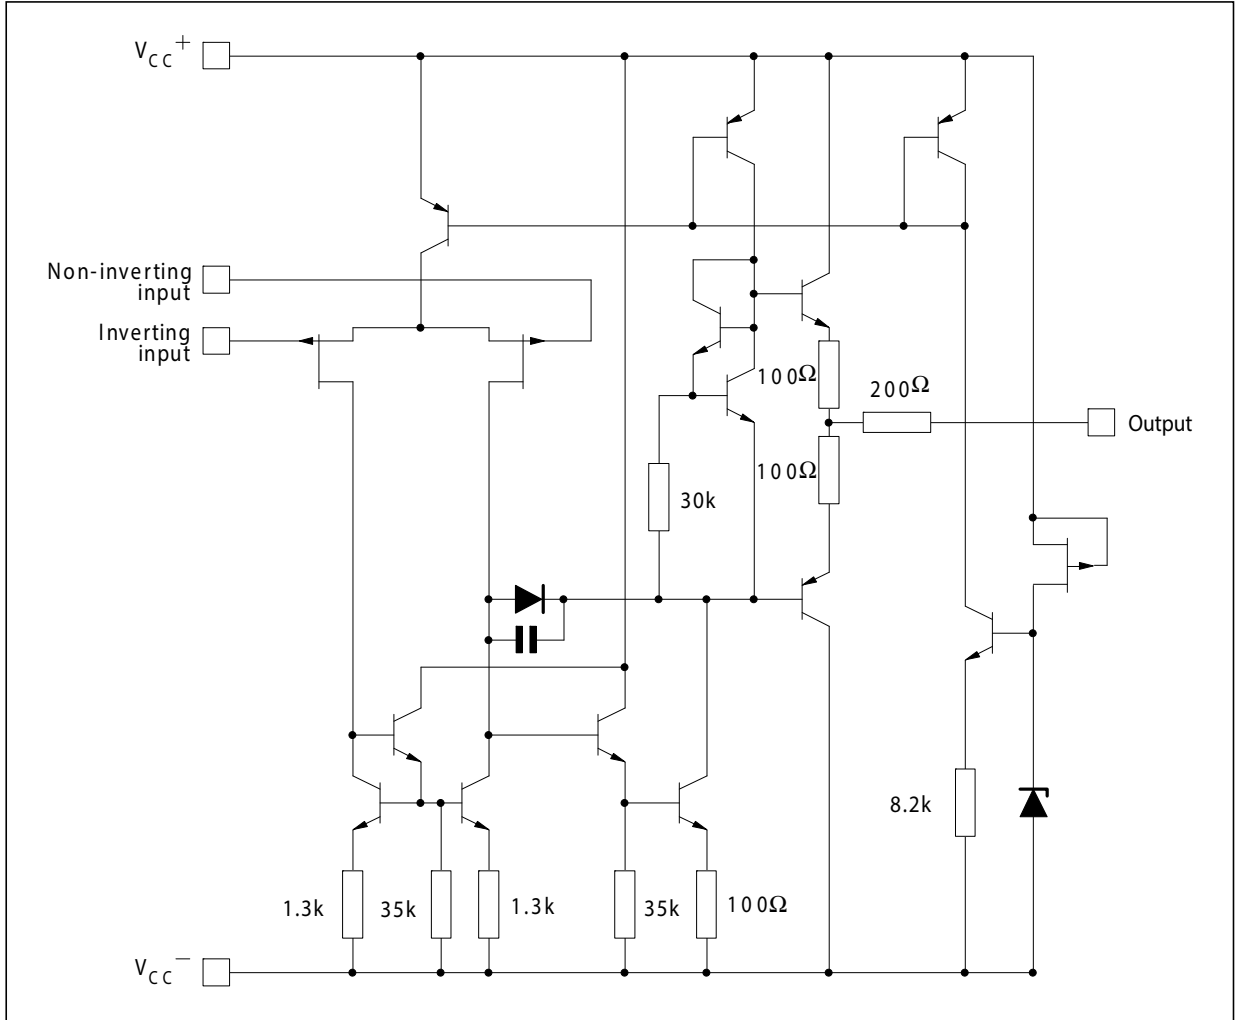 VCC+
Non-inverting
input
Inverting
input
100Ω
200Ω
Output
100Ω
30k
8.2k
1.3k
35k
1.3k
35k
100Ω
VCC−